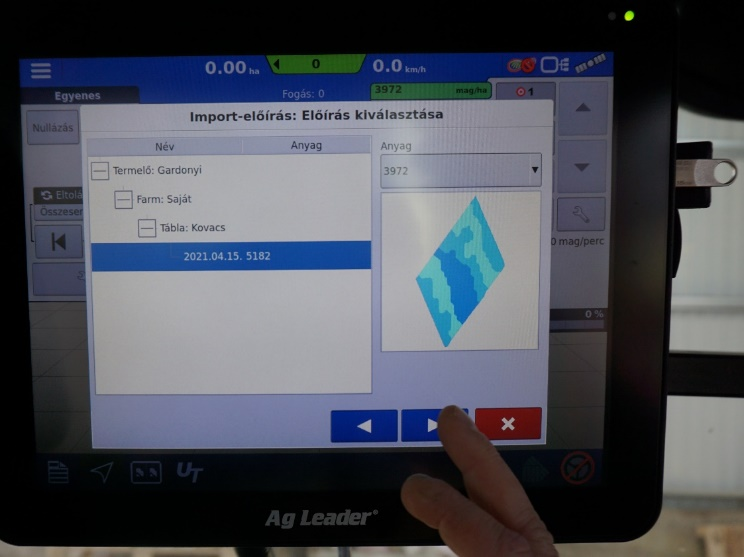 0.00 ha
0
0.0 km/h
Egyenes
Fogás: 0
3972 mag/ha
1
Nullázás
Import-előírás: Előírás kiválasztása
Név Anyag
Anyag
Termelő: Gardonyi
3972
Farm: Saját
Eltolá
Összeser
Tábla: Kovacs
2021.04.15. 5182
0 mag/perc
0 %
UT
Ag Leader®